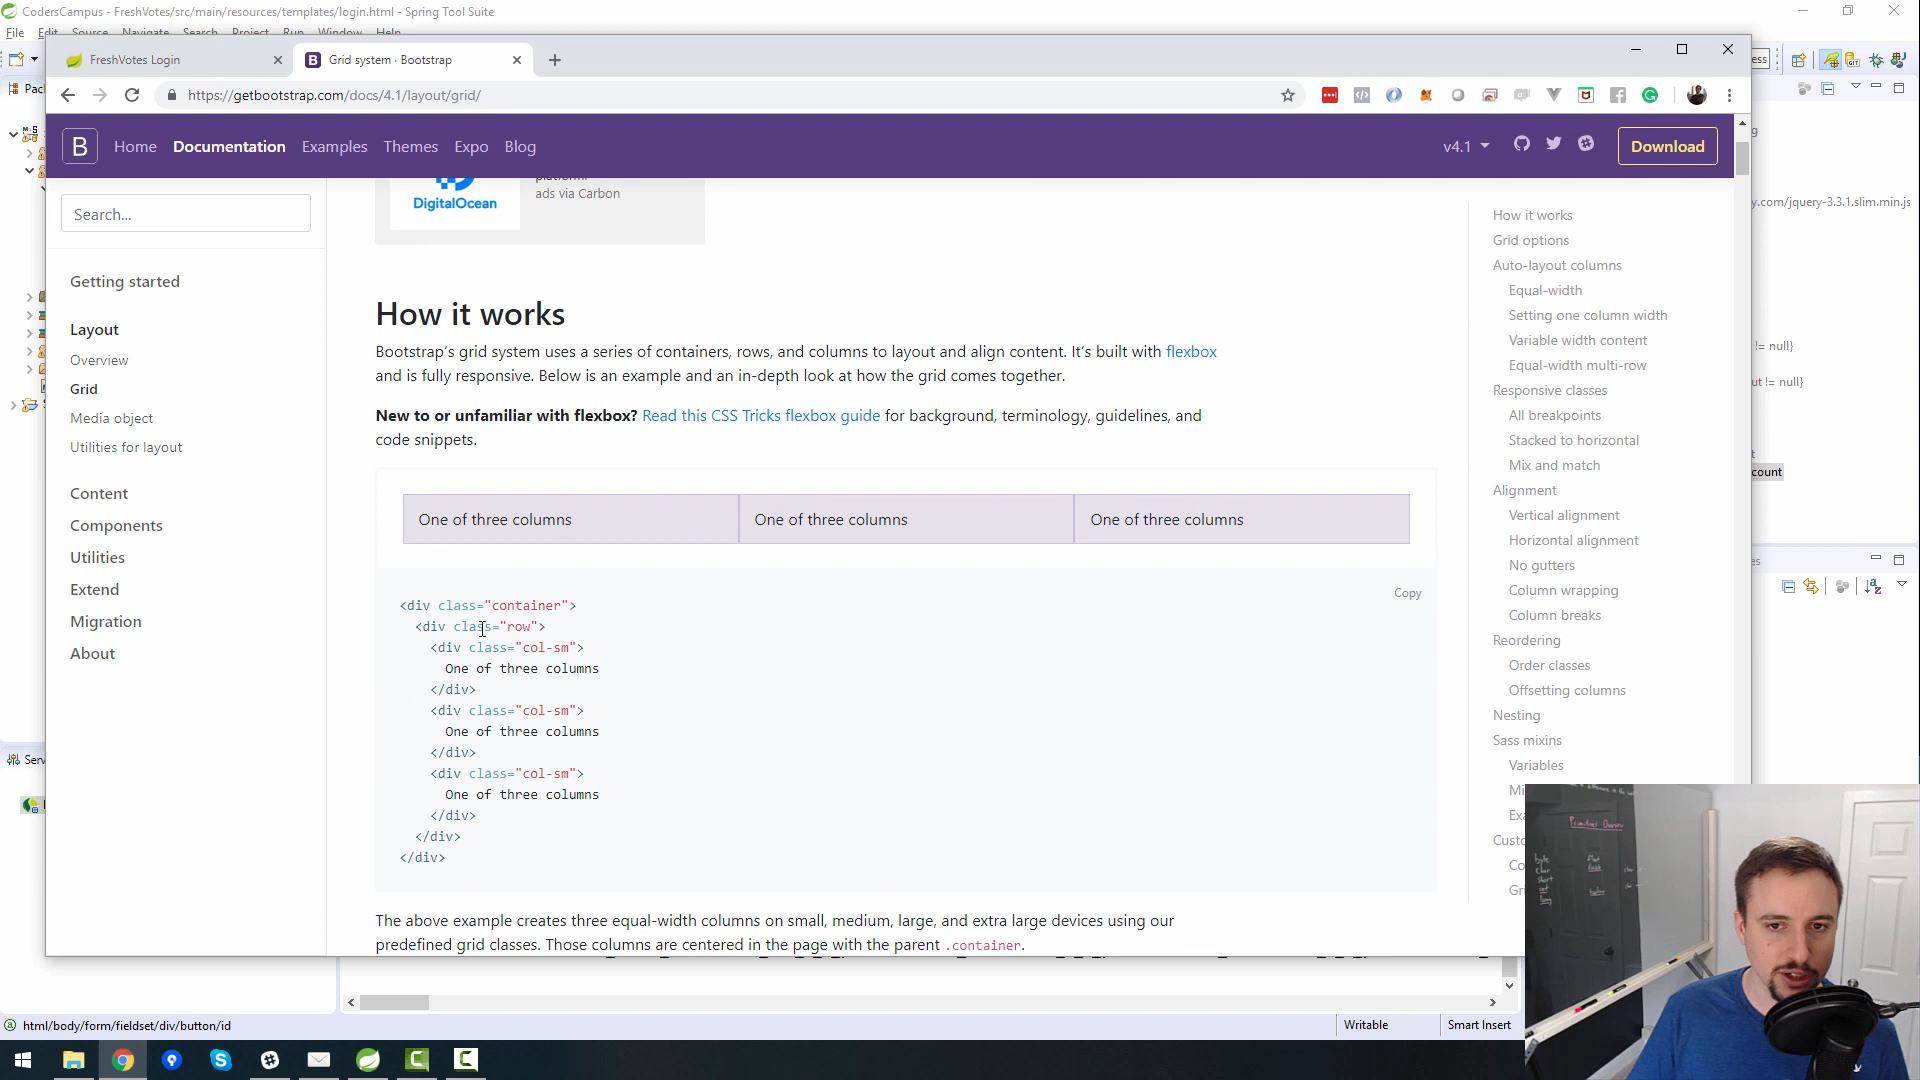 CodersCampus - FreshVotes/src/main/resources/templates/login.html - Spring Tool Suite
File Edit Source Navigate Search Project Run Window Help
FreshVotes Login
Grid system · Bootstrap
https://getbootstrap.com/docs/4.1/layout/grid/
B Home Documentation Examples Themes Expo Blog v4.1 Download
DigitalOcean
ads via Carbon
Search...
Getting started
Layout
Overview
Grid
Media object
Utilities for layout
Content
Components
Utilities
Extend
Migration
About
How it works
Bootstrap's grid system uses a series of containers, rows, and columns to layout and align content. It's built with flexbox
and is fully responsive. Below is an example and an in-depth look at how the grid comes together.
New to or unfamiliar with flexbox? Read this CSS Tricks flexbox guide for background, terminology, guidelines, and
code snippets.
One of three columns One of three columns One of three columns
Copy
<div class="container">
<div class="row">
<div class="col-sm">
One of three columns
</div>
<div class="col-sm">
One of three columns
</div>
<div class="col-sm">
One of three columns
</div>
</div>
</div>
The above example creates three equal-width columns on small, medium, large, and extra large devices using our
predefined grid classes. Those columns are centered in the page with the parent .container.
How it works
Grid options
Auto-layout columns
Equal-width
Setting one column width
Variable width content
Equal-width multi-row
Responsive classes
All breakpoints
Stacked to horizontal
Mix and match
Alignment
Vertical alignment
Horizontal alignment
No gutters
Column wrapping
Column breaks
Reordering
Order classes
Offsetting columns
Nesting
Sass mixins
Variables
y.com/jquery-3.3.1.slim.min.js
!= null}
ut != null}
count
html/body/form/fieldset/div/button/id
Writable
Smart Insert